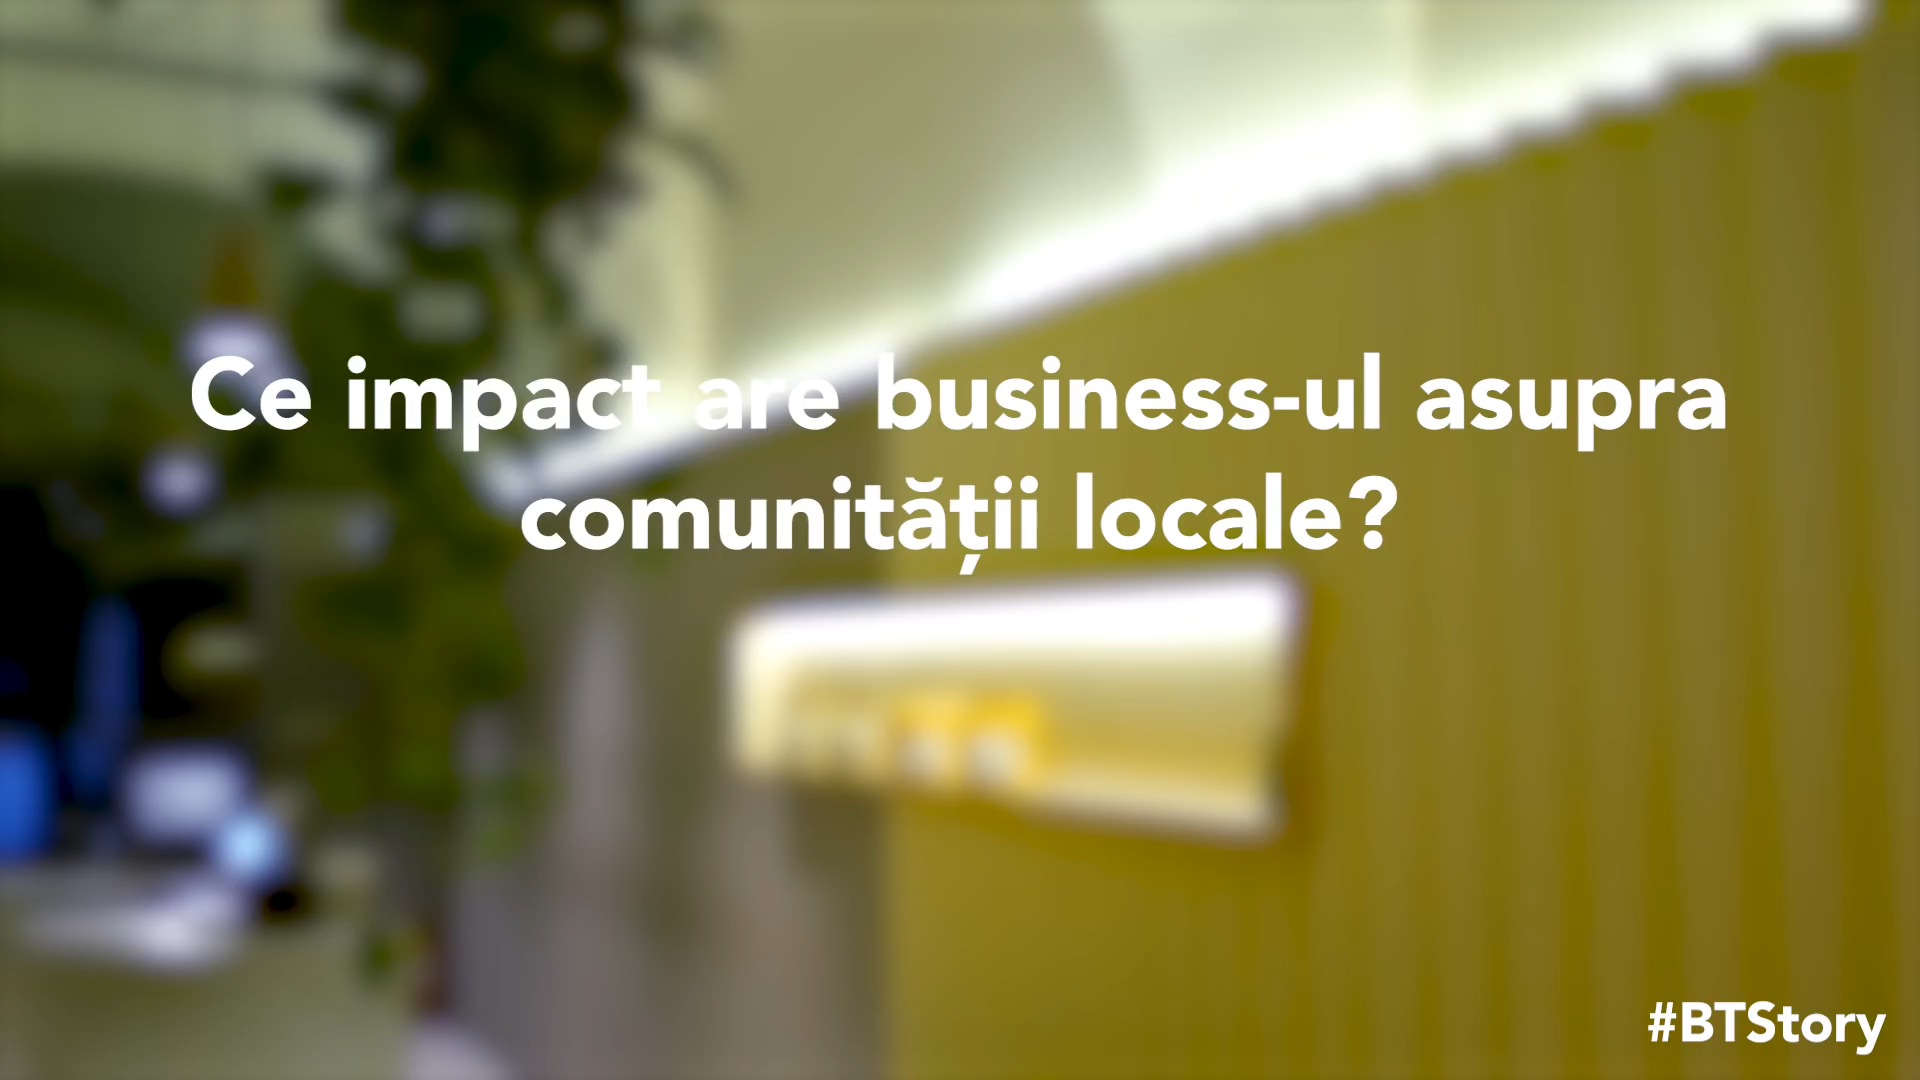 Ce impact are business-ul asupra
comunității locale?
#BTStory